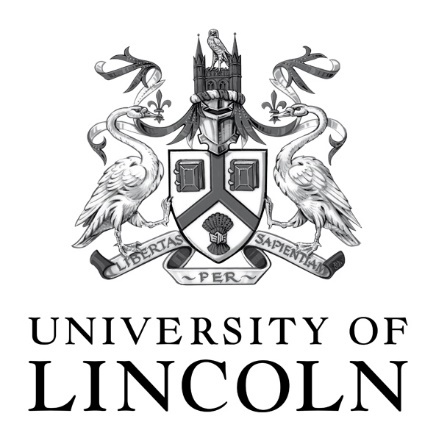 LIBERTAS
PER
SAPIENTIAM
UNIVERSITY OF
LINCOLN